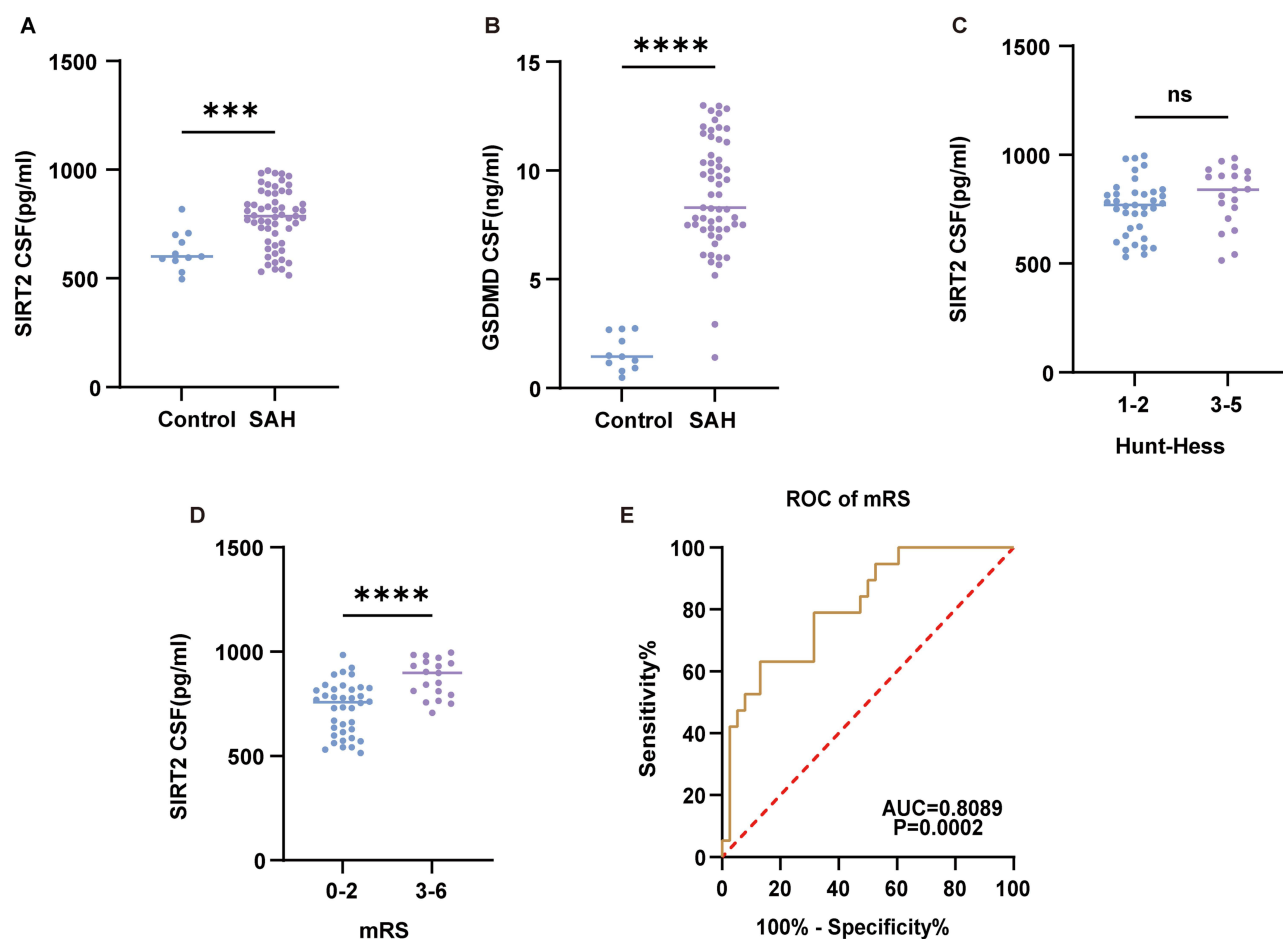 A
SIRT2 CSF(pg/ml)
1500
1000
500
0
***
Control SAH
B
GSDMD CSF(ng/ml)
15
10
5
0
****
Control SAH
C
SIRT2 CSF(pg/ml)
1500
1000
500
0
ns
1-2 3-5
Hunt-Hess
D
SIRT2 CSF(pg/ml)
1500
1000
500
0
****
0-2 3-6
mRS
E
ROC of mRS
Sensitivity%
100
80
60
40
20
0
AUC=0.8089
P=0.0002
0 20 40 60 80 100
100% - Specificity%